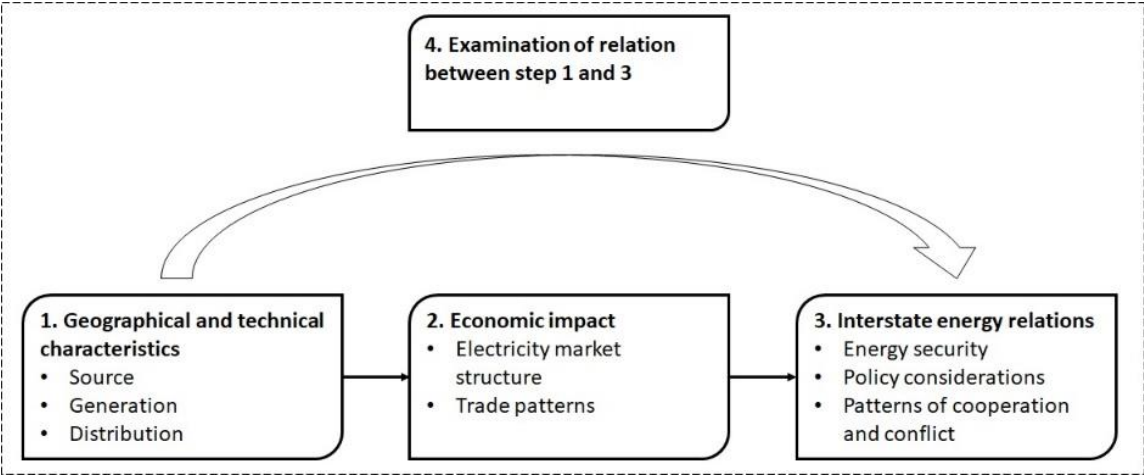 4. Examination of relation
between step 1 and 3
1. Geographical and technical
characteristics
• Source
• Generation
• Distribution
2. Economic impact
• Electricity market
structure
• Trade patterns
3. Interstate energy relations
• Energy security
• Policy considerations
• Patterns of cooperation
and conflict